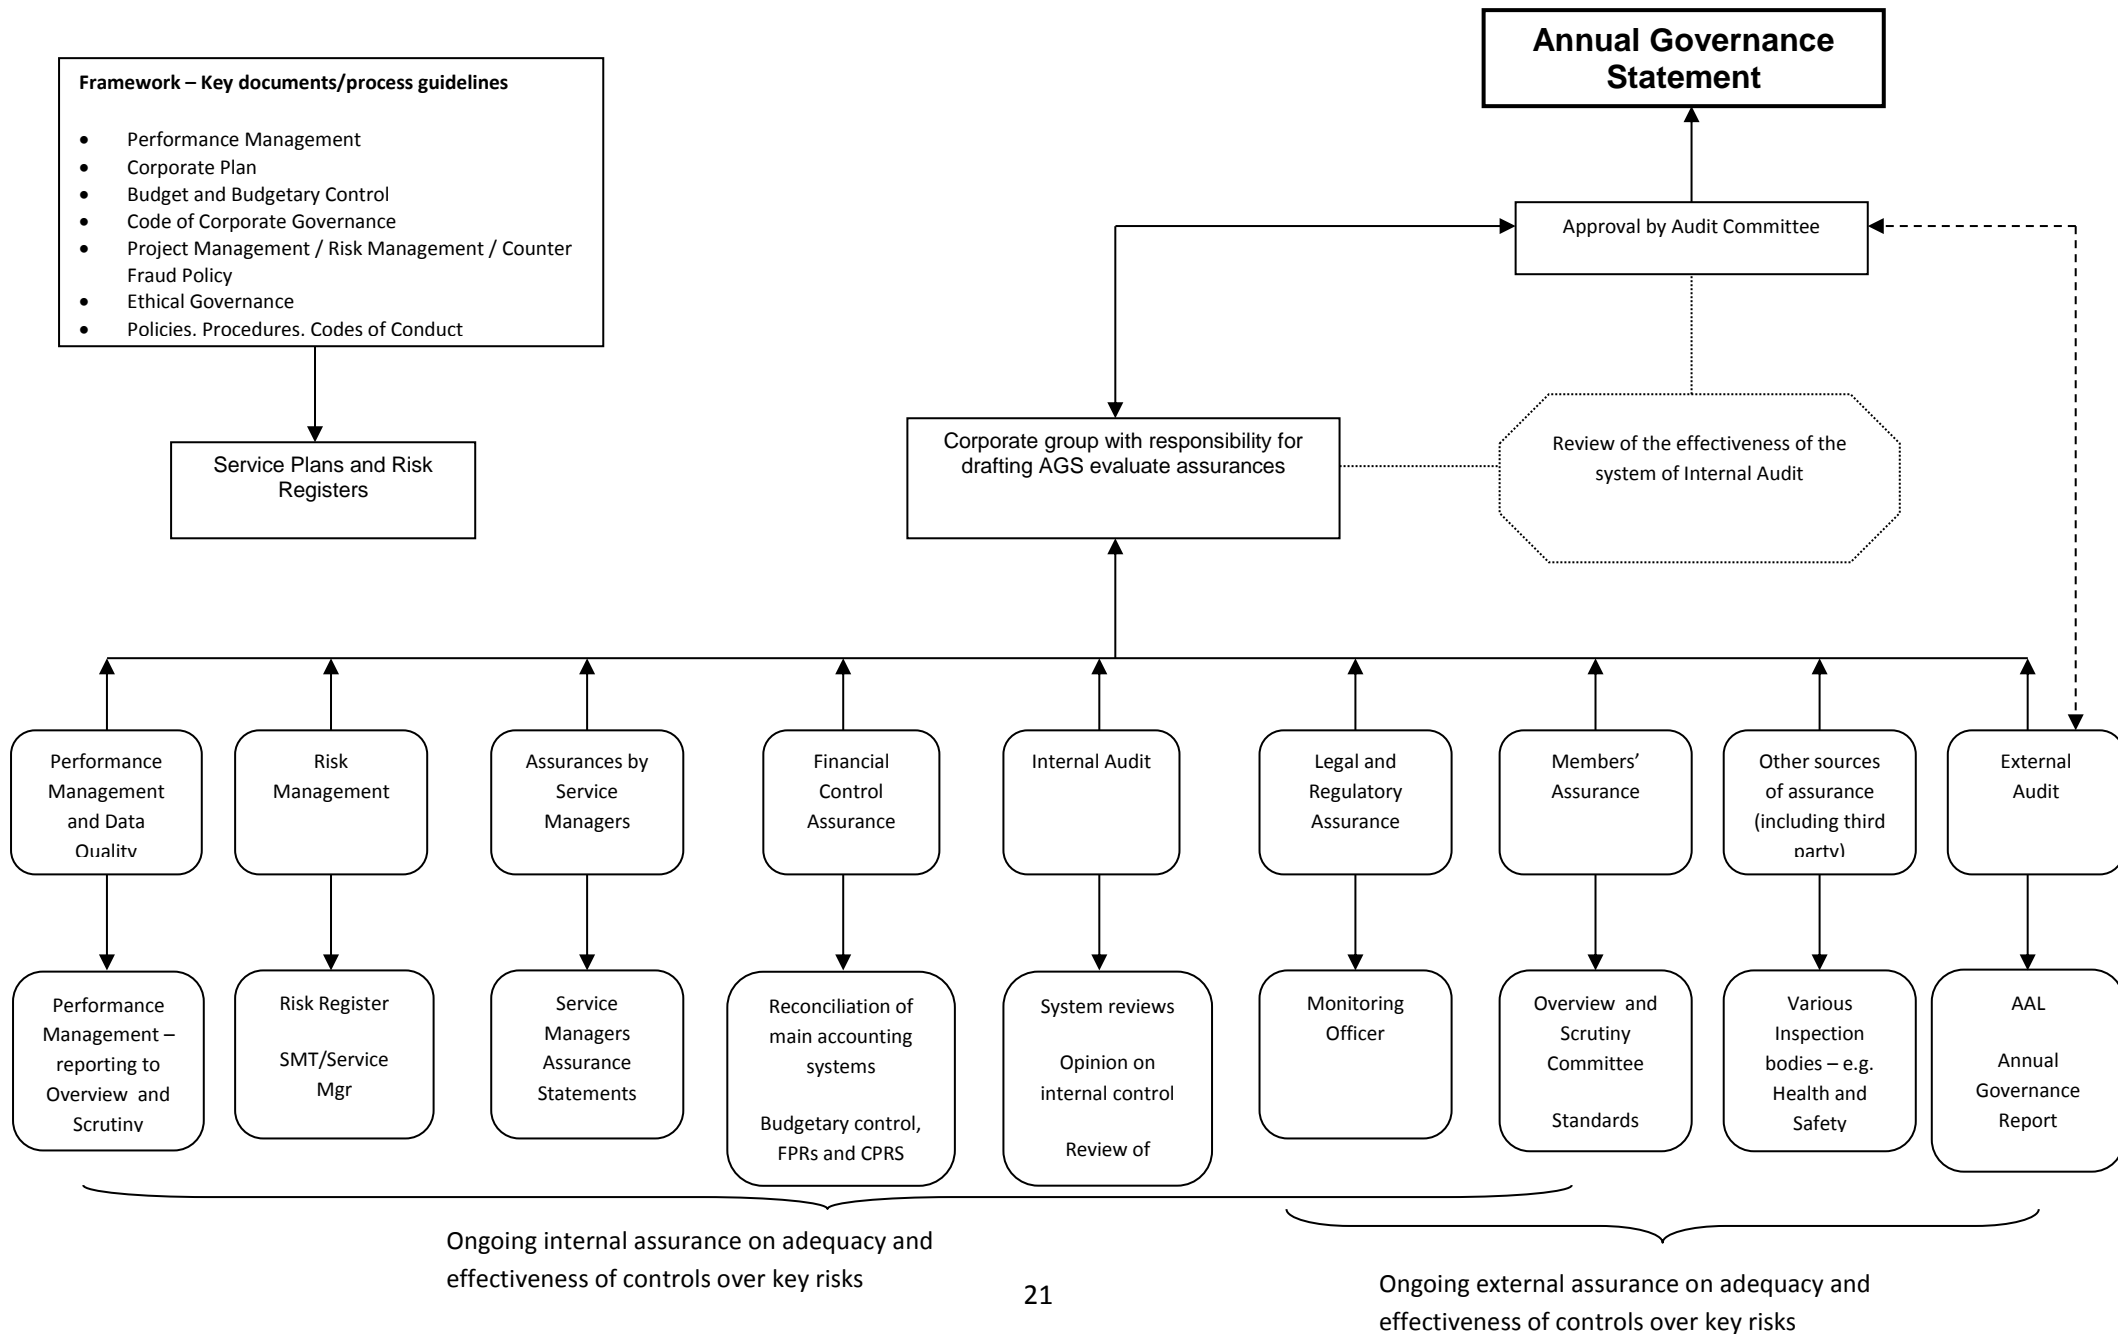 Annual Governance
Statement
Framework – Key documents/process guidelines
• Performance Management
• Corporate Plan
• Budget and Budgetary Control
• Code of Corporate Governance
• Project Management / Risk Management / Counter
Fraud Policy
• Ethical Governance
• Policies. Procedures. Codes of Conduct
Approval by Audit Committee
Service Plans and Risk
Registers
Corporate group with responsibility for
drafting AGS evaluate assurances
Review of the effectiveness of the
system of Internal Audit
Performance
Management
and Data
Quality
Risk
Management
Assurances by
Service
Managers
Financial
Control
Assurance
Internal Audit
Legal and
Regulatory
Assurance
Members’
Assurance
Other sources
of assurance
(including third
party)
External
Audit
Performance
Management –
reporting to
Overview and
Scrutiny
Risk Register
SMT/Service
Mgr
Service
Managers
Assurance
Statements
Reconciliation of
main accounting
systems
Budgetary control,
FPRs and CPRS
System reviews
Opinion on
internal control
Review of
Monitoring
Officer
Overview and
Scrutiny
Committee
Standards
Various
Inspection
bodies – e.g.
Health and
Safety
AAL
Annual
Governance
Report
Ongoing internal assurance on adequacy and
effectiveness of controls over key risks
21
Ongoing external assurance on adequacy and
effectiveness of controls over key risks